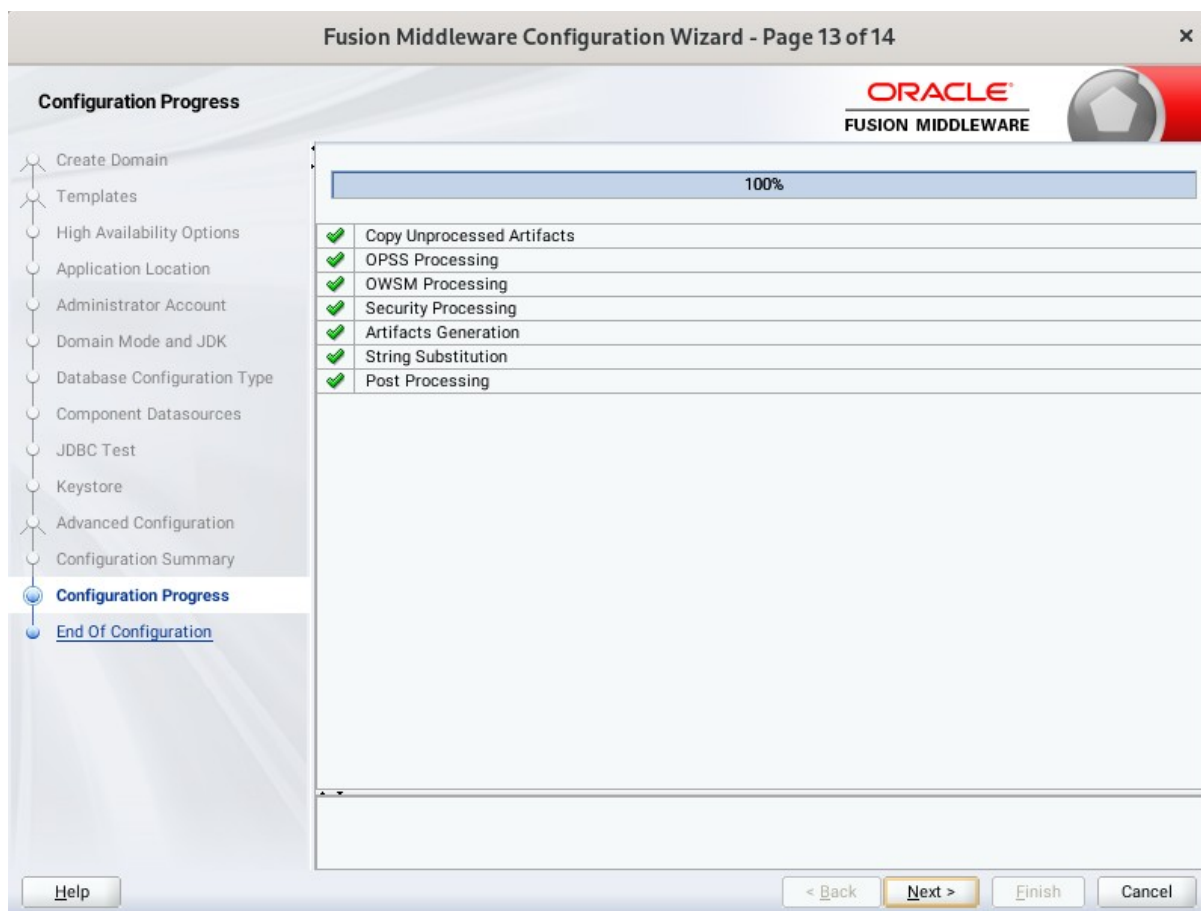 Fusion Middleware Configuration Wizard - Page 13 of 14
Configuration Progress
ORACLE
FUSION MIDDLEWARE
Create Domain
Templates
High Availability Options
Application Location
Administrator Account
Domain Mode and JDK
Database Configuration Type
Component Datasources
JDBC Test
Keystore
Advanced Configuration
Configuration Summary
Configuration Progress
End Of Configuration
100%
Copy Unprocessed Artifacts
OPSS Processing
OWSM Processing
Security Processing
Artifacts Generation
String Substitution
Post Processing
Help
< Back
Next >
Finish
Cancel